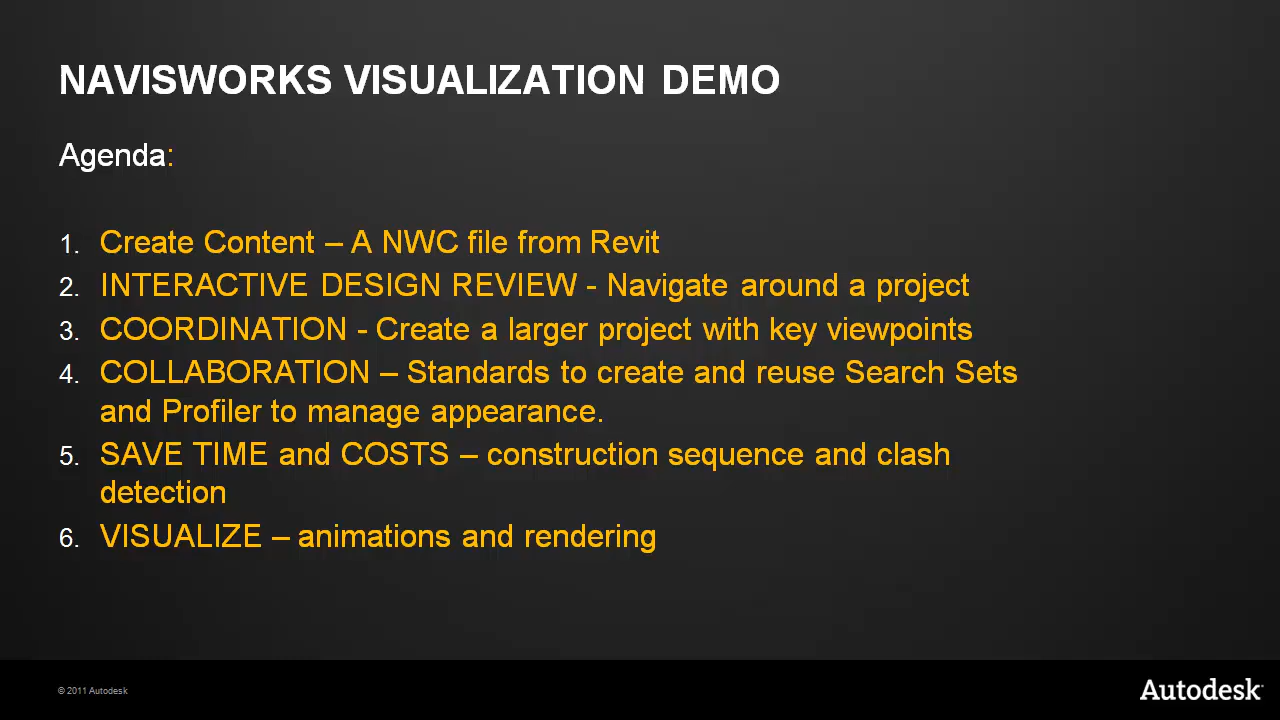 NAVISWORKS VISUALIZATION DEMO
Agenda:
1. Create Content – A NWC file from Revit
2. INTERACTIVE DESIGN REVIEW - Navigate around a project
3. COORDINATION - Create a larger project with key viewpoints
4. COLLABORATION – Standards to create and reuse Search Sets
and Profiler to manage appearance.
5. SAVE TIME and COSTS – construction sequence and clash
detection
6. VISUALIZE – animations and rendering
© 2011 Autodesk
Autodesk